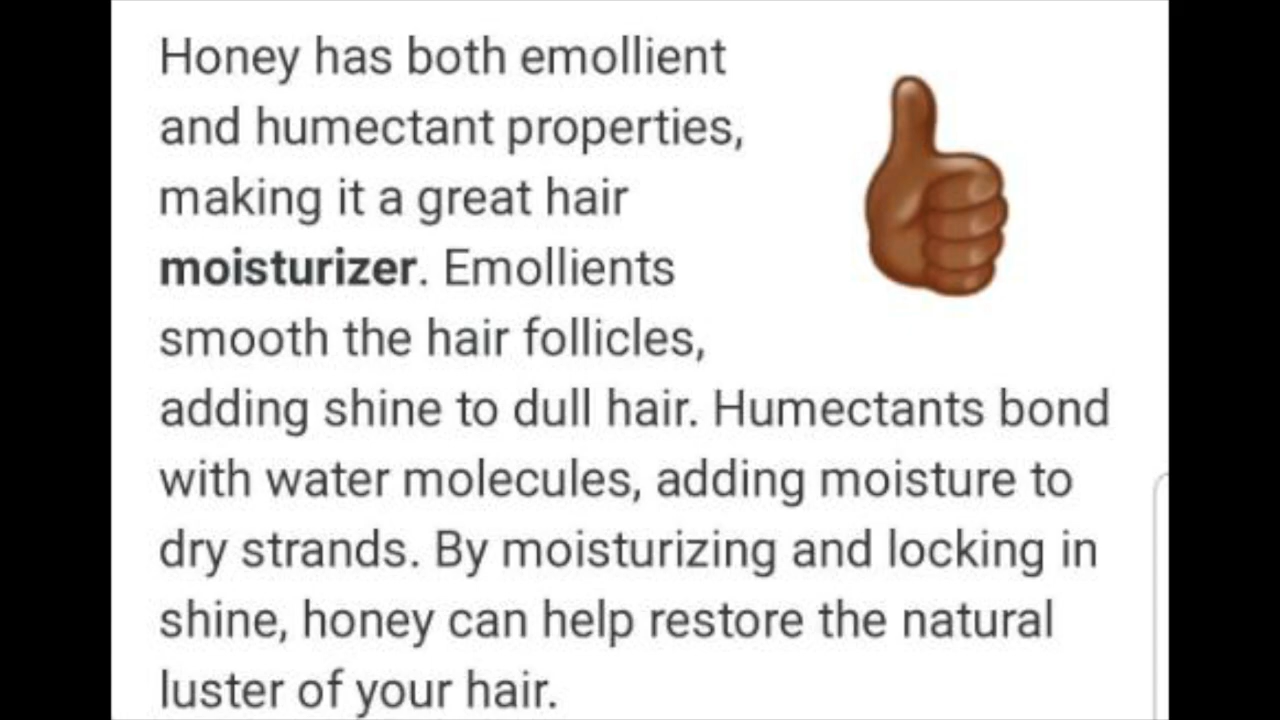 Honey has both emollient
and humectant properties,
making it a great hair
moisturizer. Emollients
smooth the hair follicles,
adding shine to dull hair. Humectants bond
with water molecules, adding moisture to
dry strands. By moisturizing and locking in
shine, honey can help restore the natural
luster of your hair.